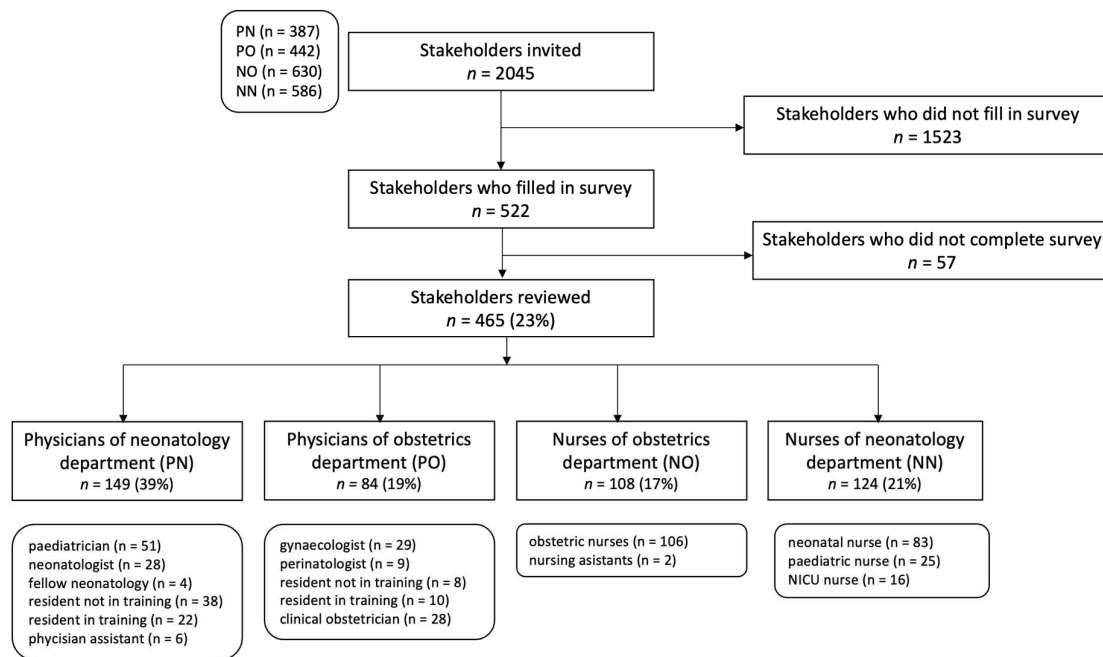 PN (n = 387)
PO (n = 442)
NO (n = 630)
NN (n = 586)
Stakeholders invited
n = 2045
Stakeholders who did not fill in survey
n = 1523
Stakeholders who filled in survey
n = 522
Stakeholders who did not complete survey
n = 57
Stakeholders reviewed
n = 465 (23%)
Physicians of neonatology
department (PN)
n = 149 (39%)
Physicians of obstetrics
department (PO)
n = 84 (19%)
Nurses of obstetrics
department (NO)
n = 108 (17%)
Nurses of neonatology
department (NN)
n = 124 (21%)
paediatrician (n = 51)
neonatologist (n = 28)
fellow neonatology (n = 4)
resident not in training (n = 38)
resident in training (n = 22)
phycisian assistant (n = 6)
gynaecologist (n = 29)
perinatologist (n = 9)
resident not in training (n = 8)
resident in training (n = 10)
clinical obstetrician (n = 28)
obstetric nurses (n = 106)
nursing asistants (n = 2)
neonatal nurse (n = 83)
paediatric nurse (n = 25)
NICU nurse (n = 16)